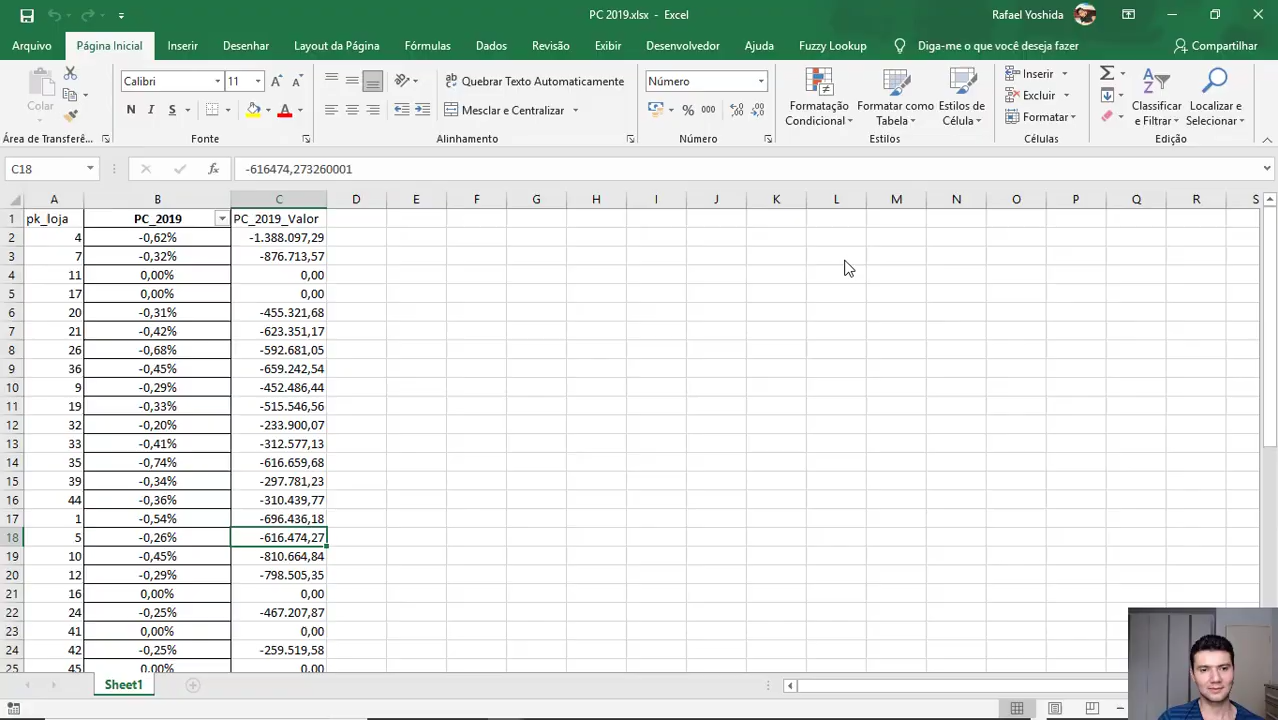 PC 2019.xlsx - Excel
Rafael Yoshida
Arquivo Página Inicial Inserir Desenhar Layout da Página Fórmulas Dados Revisão Exibir Desenvolvedor Ajuda Fuzzy Lookup Diga-me o que você deseja fazer Compartilhar
Colar
Calibri 11
Quebrar Texto Automaticamente
Número
Formatação Condicional
Formatar como Tabela
Estilos de Célula
Inserir
Excluir
Formatar
Classificar e Filtrar
Localizar e Selecionar
N I S
Mesclar e Centralizar
% 000
Área de Transferê... Fonte Alinhamento Número Estilos Células Edição
C18 fx -616474,273260001
A B C D E F G H I J K L M N O P Q R S
1 pk_loja PC_2019 PC_2019_Valor
2 4 -0,62% -1.388.097,29
3 7 -0,32% -876.713,57
4 11 0,00% 0,00
5 17 0,00% 0,00
6 20 -0,31% -455.321,68
7 21 -0,42% -623.351,17
8 26 -0,68% -592.681,05
9 36 -0,45% -659.242,54
10 9 -0,29% -452.486,44
11 19 -0,33% -515.546,56
12 32 -0,20% -233.900,07
13 33 -0,41% -312.577,13
14 35 -0,74% -616.659,68
15 39 -0,34% -297.781,23
16 44 -0,36% -310.439,77
17 1 -0,54% -696.436,18
18 5 -0,26% -616.474,27
19 10 -0,45% -810.664,84
20 12 -0,29% -798.505,35
21 16 0,00% 0,00
22 24 -0,25% -467.207,87
23 41 0,00% 0,00
24 42 -0,25% -259.519,58
25 45 0,00% 0,00
Sheet1